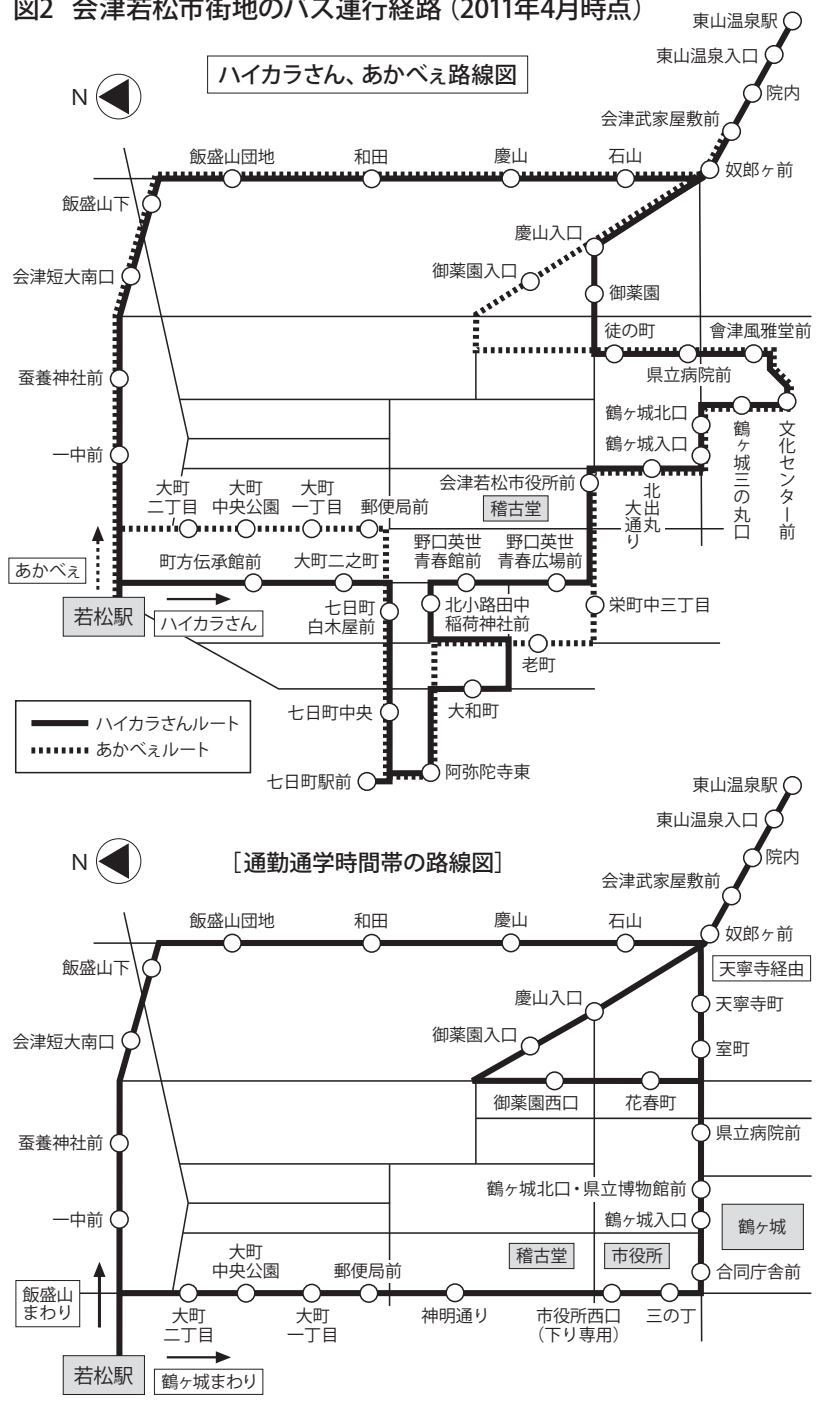 図2 会津若松市街地のバス運行経路（2011年4月時点）
ハイカラさん、あかべぇ路線図
N
東山温泉駅
東山温泉入口
院内
会津武家屋敷前
奴郎ヶ前
飯盛山団地
和田
慶山
石山
飯盛山下
慶山入口
御薬園入口
会津短大南口
御薬園
徒の町
會津風雅堂前
県立病院前
蚕養神社前
鶴ヶ城北口
鶴ヶ城入口
鶴ヶ城三の丸口
文化センター前
一中前
会津若松市役所前
北出丸
大通り
大町
二丁目
大町
中央公園
大町
一丁目
郵便局前
稽古堂
あかべぇ
町方伝承館前
大町二之町
野口英世
青春館前
野口英世
青春広場前
若松駅
ハイカラさん
七日町
白木屋前
北小路田中
稲荷神社前
栄町中三丁目
老町
七日町中央
大和町
ハイカラさんルート
あかべぇルート
七日町駅前
阿弥陀寺東
N
［通勤通学時間帯の路線図］
東山温泉駅
東山温泉入口
院内
会津武家屋敷前
奴郎ヶ前
飯盛山団地
和田
慶山
石山
飯盛山下
天寧寺経由
慶山入口
天寧寺町
会津短大南口
御薬園入口
室町
御薬園西口
花春町
蚕養神社前
県立病院前
鶴ヶ城北口・県立博物館前
一中前
鶴ヶ城入口
鶴ヶ城
大町
中央公園
郵便局前
稽古堂
市役所
合同庁舎前
飯盛山
まわり
大町
二丁目
大町
一丁目
神明通り
市役所西口
（下り専用）
三の丁
若松駅
鶴ヶ城まわり